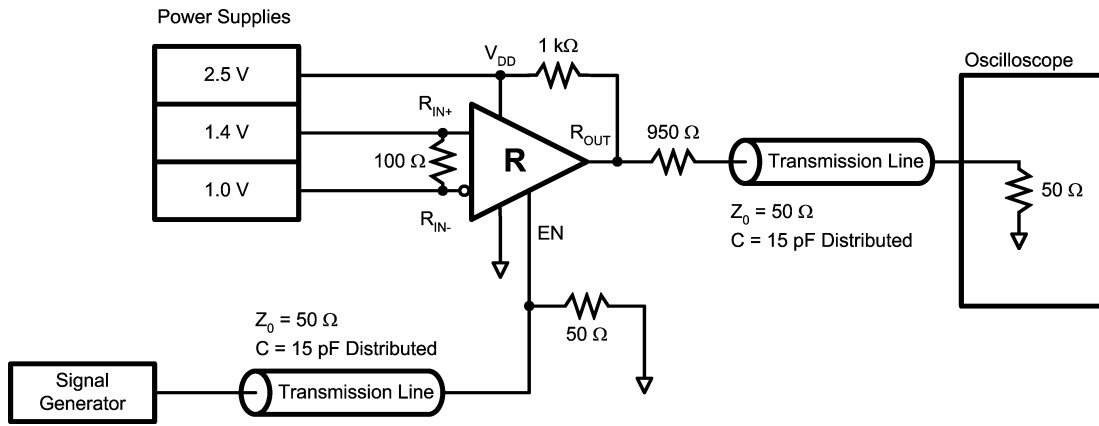 Power Supplies
2.5 V
1.4 V
1.0 V
V_DD
1 kΩ
R_IN+
100 Ω
R_IN-
R
R_OUT
950 Ω
EN
Transmission Line
Z_0 = 50 Ω
C = 15 pF Distributed
Oscilloscope
50 Ω
50 Ω
Z_0 = 50 Ω
C = 15 pF Distributed
Transmission Line
Signal
Generator